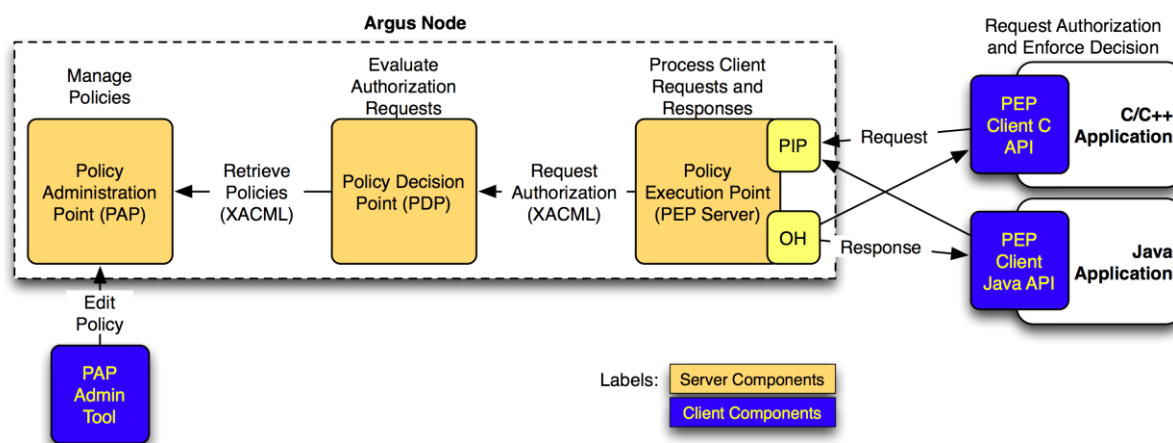 Argus Node
Request Authorization
and Enforce Decision
Manage
Policies
Evaluate
Authorization
Requests
Process Client
Requests and
Responses
Policy
Administration
Point (PAP)
Retrieve
Policies
(XACML)
Policy Decision
Point (PDP)
Request
Authorization
(XACML)
Policy
Execution Point
(PEP Server)
PIP
OH
Request
Response
PEP
Client C
API
C/C++
Application
PEP
Client
Java API
Java
Application
Edit
Policy
PAP
Admin
Tool
Labels:
Server Components
Client Components